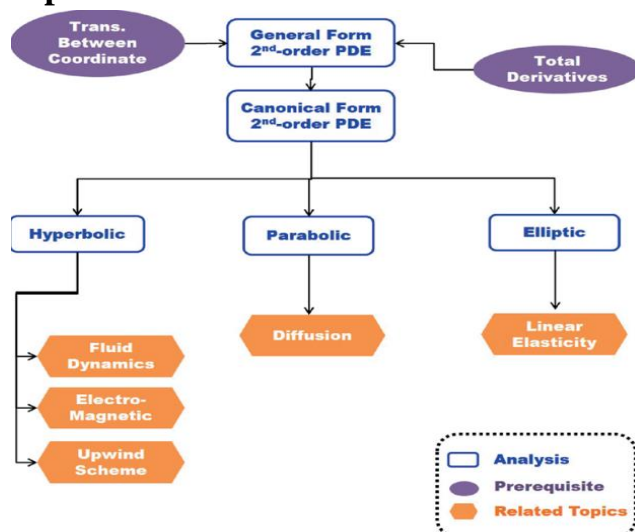 Trans.
Between
Coordinate
General Form
2nd-order PDE
Total
Derivatives
Canonical Form
2nd-order PDE
Hyperbolic
Parabolic
Elliptic
Diffusion
Linear
Elasticity
Fluid
Dynamics
Electro-
Magnetic
Upwind
Scheme
Analysis
Prerequisite
Related Topics